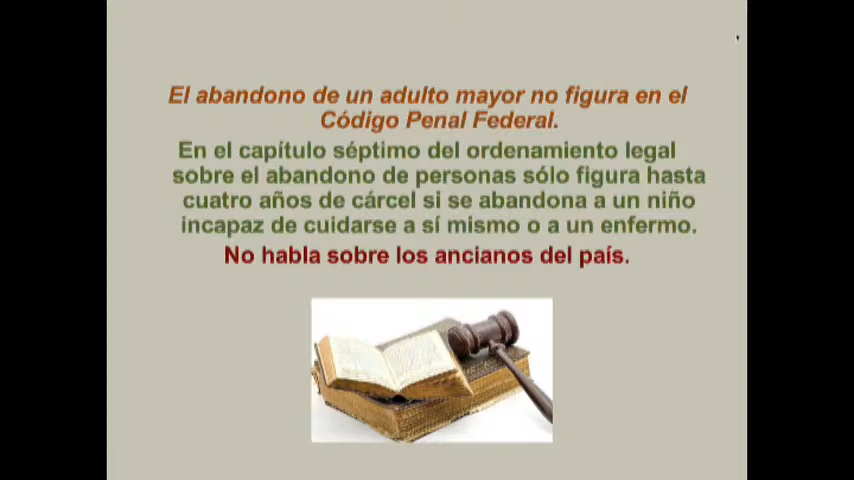 El abandono de un adulto mayor no figura en el
Código Penal Federal.
En el capítulo séptimo del ordenamiento legal
sobre el abandono de personas sólo figura hasta
cuatro años de cárcel si se abandona a un niño
incapaz de cuidarse a sí mismo o a un enfermo.
No habla sobre los ancianos del país.